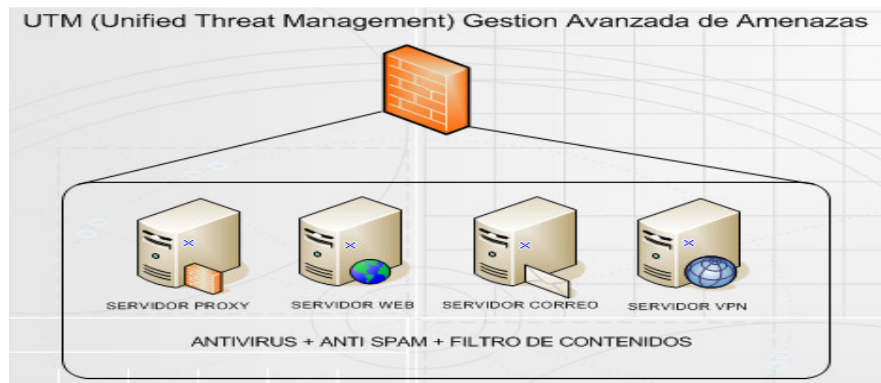 UTM (Unified Threat Management) Gestion Avanzada de Amenazas
SERVIDOR PROXY
SERVIDOR WEB
SERVIDOR CORREO
SERVIDOR VPN
ANTIVIRUS + ANTI SPAM + FILTRO DE CONTENIDOS